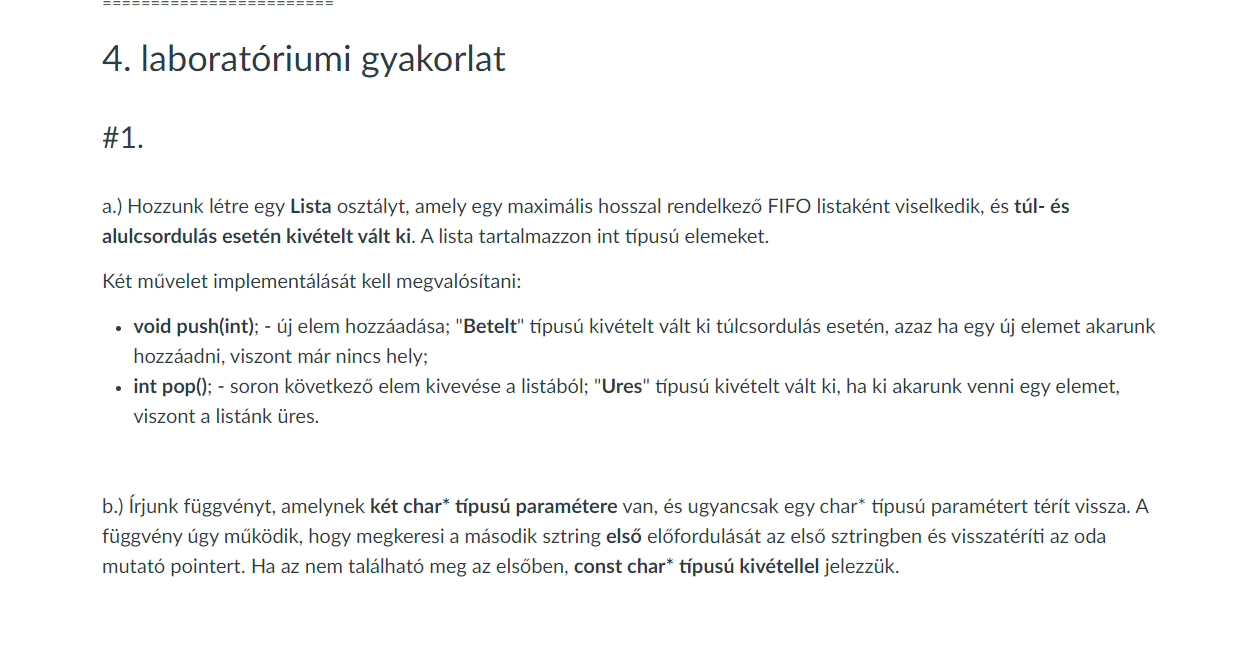 ========================
4. laboratóriumi gyakorlat
#1.
a.) Hozzunk létre egy Lista osztályt, amely egy maximális hosszal rendelkező FIFO listaként viselkedik, és túl- és
alulcsordulás esetén kivételt vált ki. A lista tartalmazzon int típusú elemeket.
Két művelet implementálását kell megvalósítani:
• void push(int); - új elem hozzáadása; "Betelt" típusú kivételt vált ki túlcsordulás esetén, azaz ha egy új elemet akarunk
hozzáadni, viszont már nincs hely;
• int pop(); - soron következő elem kivevése a listából; "Ures" típusú kivételt vált ki, ha ki akarunk venni egy elemet,
viszont a listánk üres.
b.) Írjunk függvényt, amelynek két char* típusú paramétere van, és ugyancsak egy char* típusú paramétert térít vissza. A
függvény úgy működik, hogy megkeresi a második sztring első előfordulását az első sztringben és visszatéríti az oda
mutató pointert. Ha az nem található meg az elsőben, const char* típusú kivétellel jelezzük.